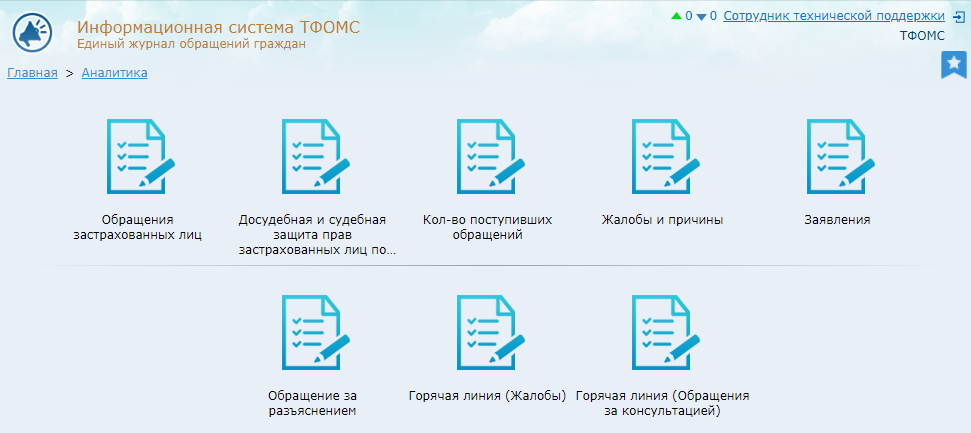 Информационная система ТФОМС
Единый журнал обращений граждан
0 0 Сотрудник технической поддержки
ТФОМС
Главная > Аналитика
Обращения
застрахованных лиц
Досудебная и судебная
защита прав
застрахованных лиц по...
Кол-во поступивших
обращений
Жалобы и причины
Заявления
Обращение за
разъяснением
Горячая линия (Жалобы)
Горячая линия (Обращения
за консультацией)